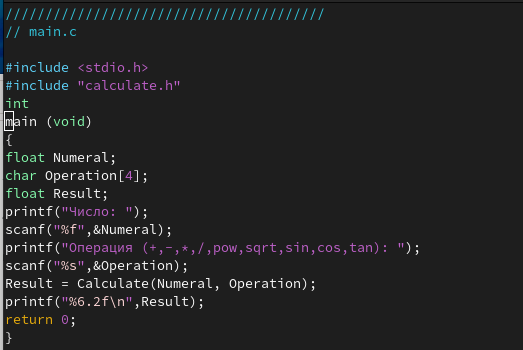 /////////////////////////////////////////
// main.c
#include <stdio.h>
#include "calculate.h"
int
main (void)
{
float Numeral;
char Operation[4];
float Result;
printf("Число: ");
scanf("%f",&Numeral);
printf("Операция (+,-,*,/,pow,sqrt,sin,cos,tan): ");
scanf("%s",&Operation);
Result = Calculate(Numeral, Operation);
printf("%6.2f\n",Result);
return 0;
}